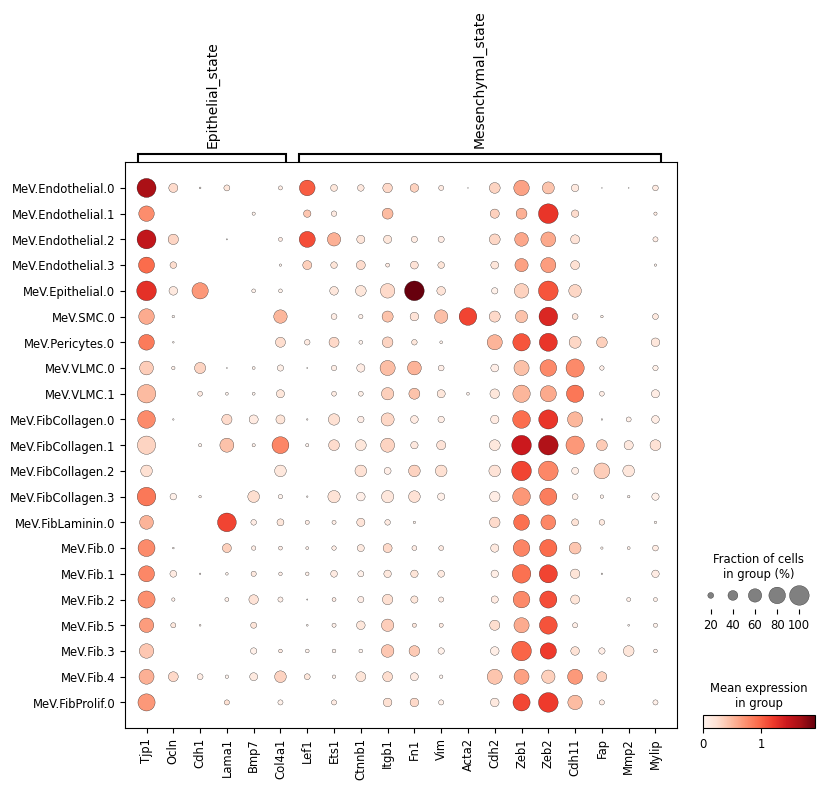 Epithelial_state
Mesenchymal_state
MeV.Endothelial.0
MeV.Endothelial.1
MeV.Endothelial.2
MeV.Endothelial.3
MeV.Epithelial.0
MeV.SMC.0
MeV.Pericytes.0
MeV.VLMC.0
MeV.VLMC.1
MeV.FibCollagen.0
MeV.FibCollagen.1
MeV.FibCollagen.2
MeV.FibCollagen.3
MeV.FibLaminin.0
MeV.Fib.0
MeV.Fib.1
MeV.Fib.2
MeV.Fib.5
MeV.Fib.3
MeV.Fib.4
MeV.FibProlif.0
Tjp1
Ocln
Cdh1
Lama1
Bmp7
Col4a1
Lef1
Ets1
Ctnnb1
Itgb1
Fn1
Vim
Acta2
Cdh2
Zeb1
Zeb2
Cdh11
Fap
Mmp2
Mylip
Fraction of cells
in group (%)
20 40 60 80 100
Mean expression
in group
0 1